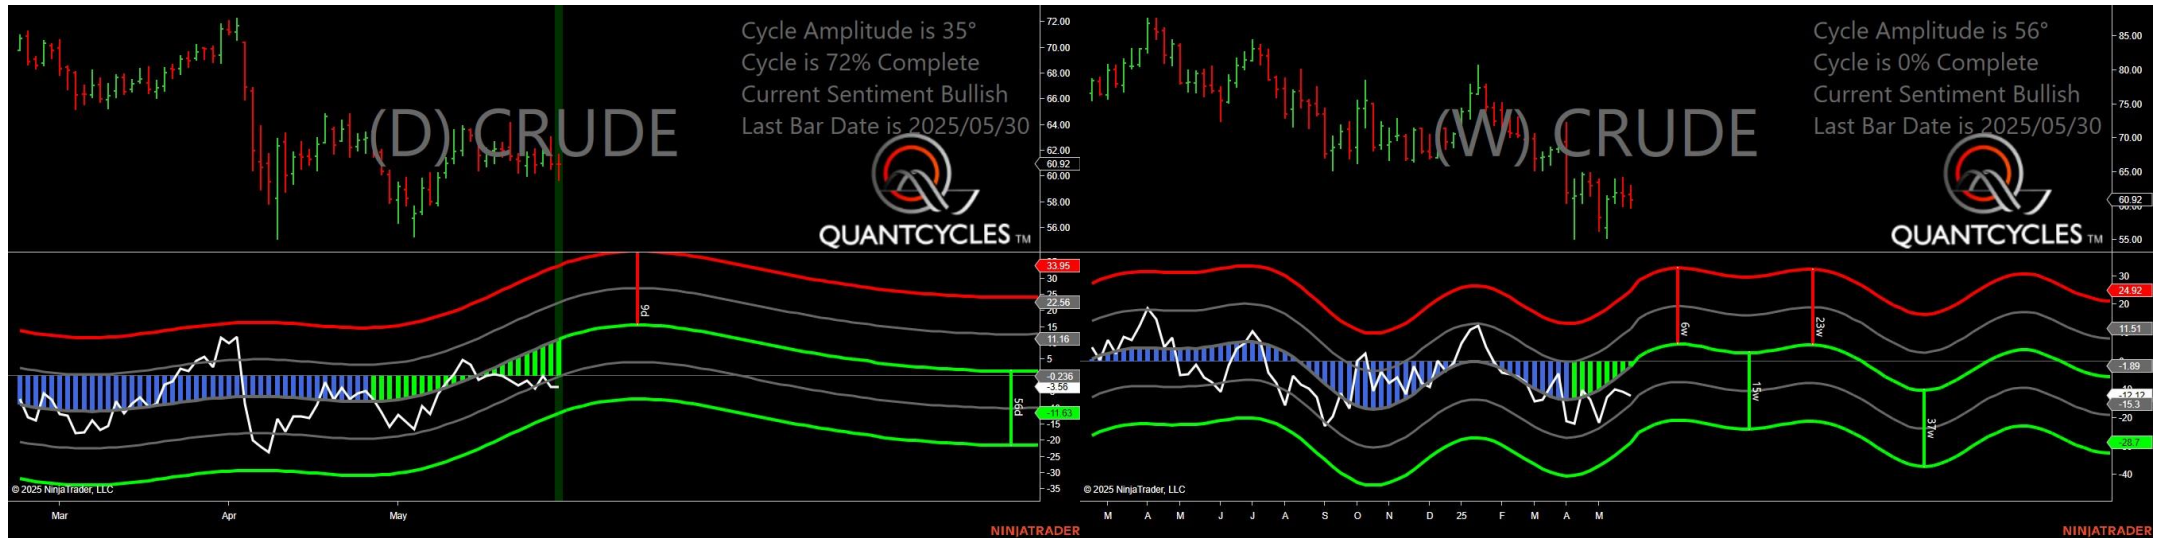 Cycle Amplitude is 35°
Cycle is 72% Complete
Current Sentiment Bullish
Last Bar Date is 2025/05/30
(D) CRUDE
QUANTCYCLES TM
72.00
70.00
68.00
66.00
64.00
62.00
60.92
60.00
58.00
56.00
33.95
30
25
22.56
20
15
11.16
5
-0.236
-3.56
-11.63
-15
-20
-25
-30
-35
9d
56d
© 2025 NinjaTrader, LLC
Mar
Apr
May
NINJATRADER
Cycle Amplitude is 56°
Cycle is 0% Complete
Current Sentiment Bullish
Last Bar Date is 2025/05/30
(W) CRUDE
QUANTCYCLES TM
85.00
80.00
75.00
70.00
65.00
60.92
55.00
30
24.92
20
11.51
-1.89
-12.12
-15.3
-20
-28.7
-40
6w
23w
15w
37w
© 2025 NinjaTrader, LLC
M A M J J A S O N D 25 F M A M
NINJATRADER